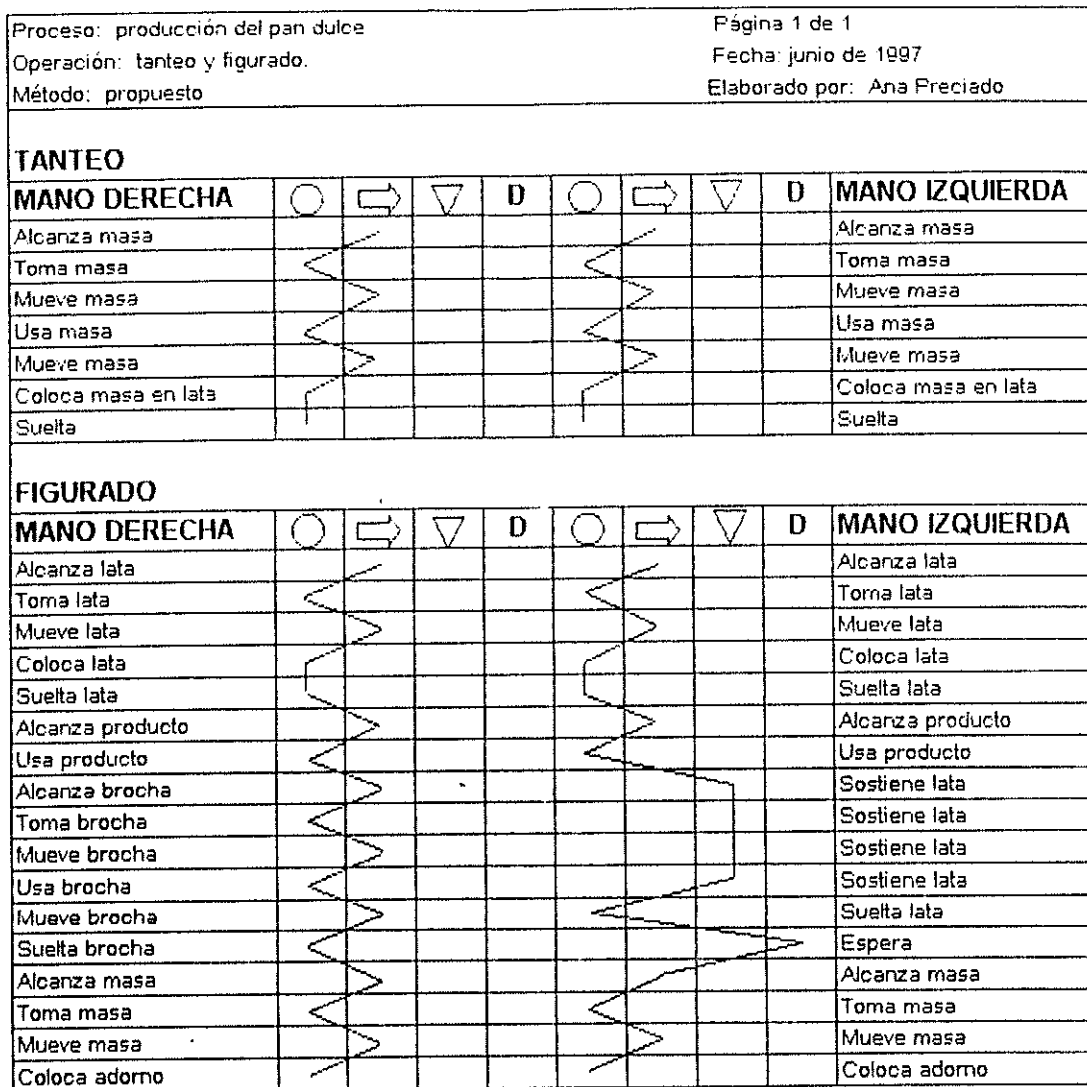 Proceso: producción del pan dulce Página 1 de 1
Operación: tanteo y figurado. Fecha: junio de 1997
Método: propuesto Elaborado por: Ana Preciado
TANTEO
MANO DERECHA D D MANO IZQUIERDA
Alcanza masa Alcanza masa
Toma masa Toma masa
Mueve masa Mueve masa
Usa masa Usa masa
Mueve masa Mueve masa
Coloca masa en lata Coloca masa en lata
Suelta Suelta
FIGURADO
MANO DERECHA D D MANO IZQUIERDA
Alcanza lata Alcanza lata
Toma lata Toma lata
Mueve lata Mueve lata
Coloca lata Coloca lata
Suelta lata Suelta lata
Alcanza producto Alcanza producto
Usa producto Usa producto
Alcanza brocha Sostiene lata
Toma brocha Sostiene lata
Mueve brocha Sostiene lata
Usa brocha Sostiene lata
Mueve brocha Suelta lata
Suelta brocha Espera
Alcanza masa Alcanza masa
Toma masa Toma masa
Mueve masa Mueve masa
Coloca adorno Coloca adorno